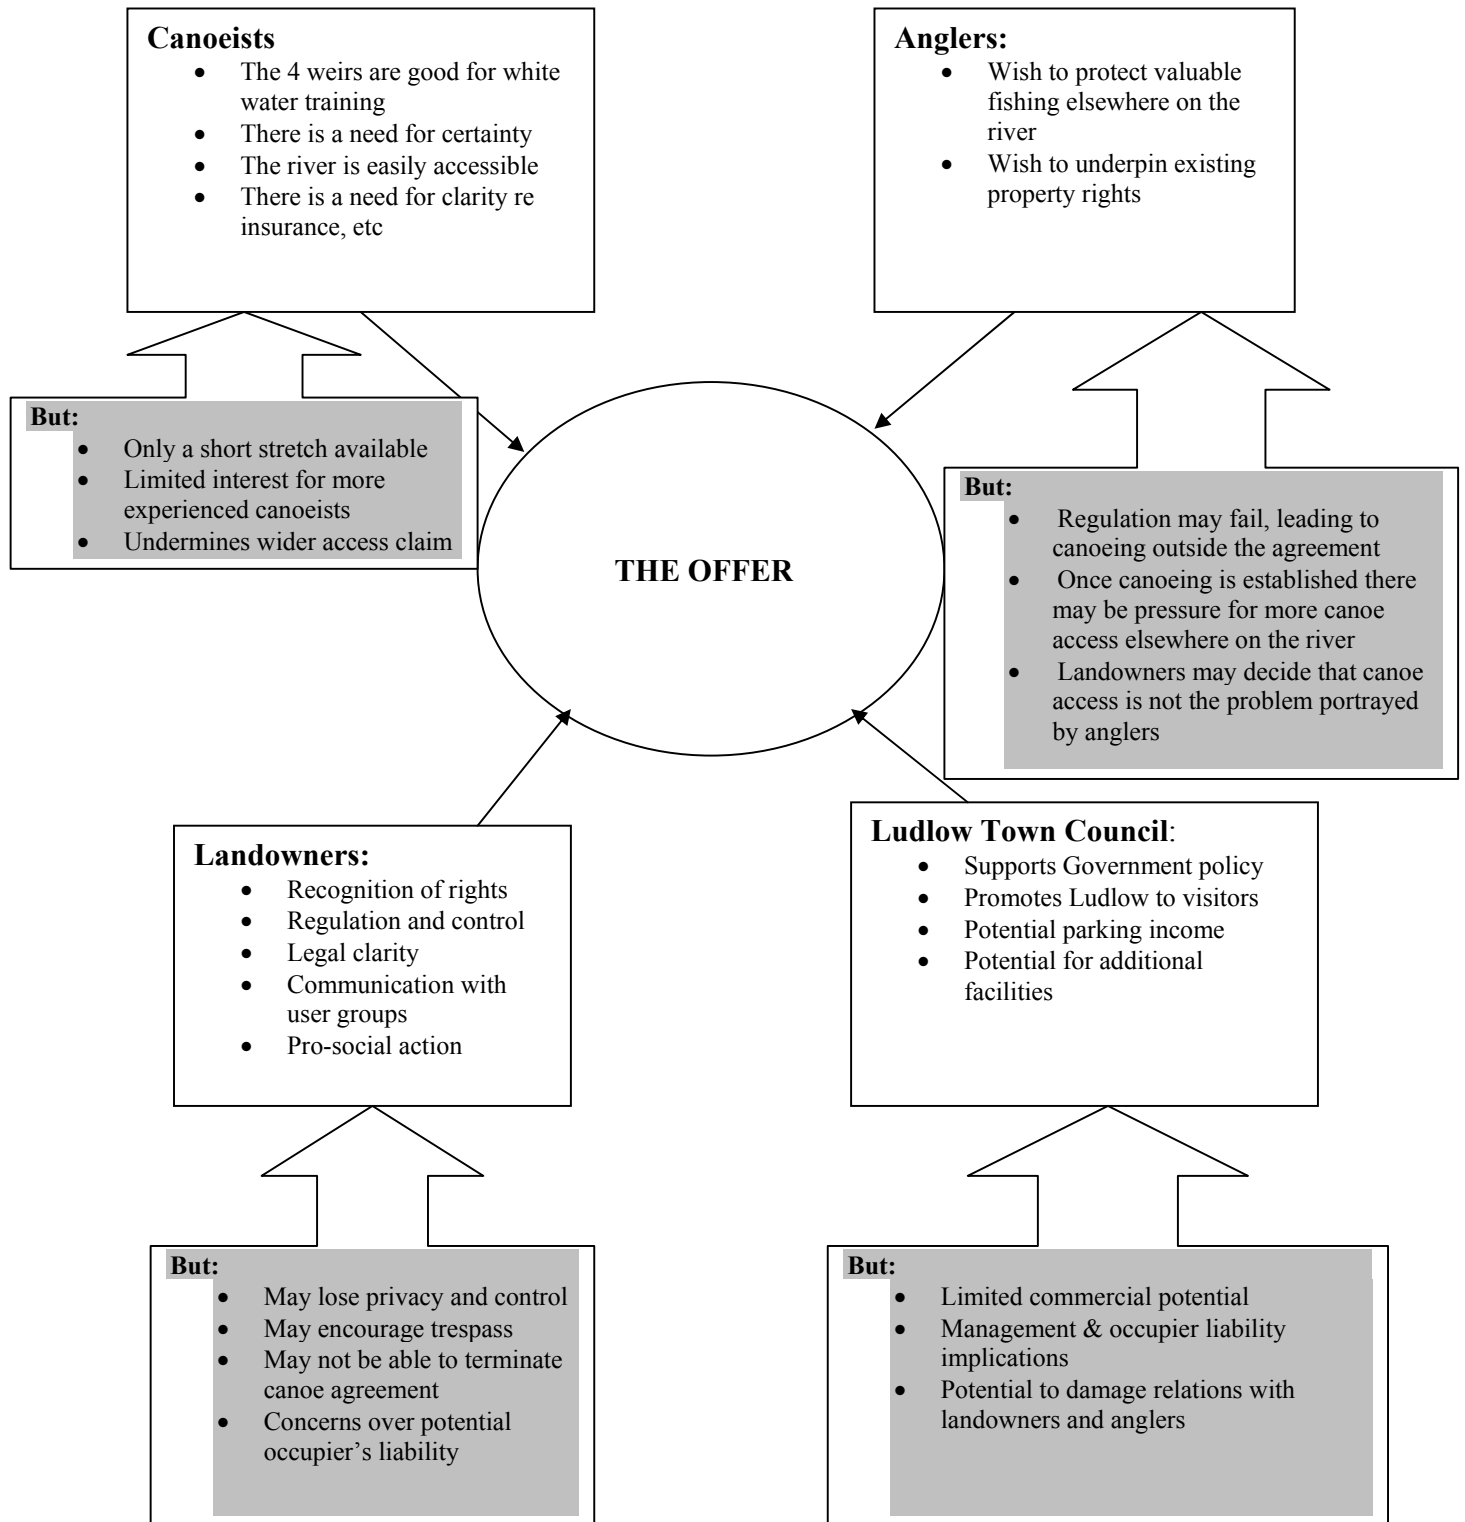 Canoeists
• The 4 weirs are good for white
water training
• There is a need for certainty
• The river is easily accessible
• There is a need for clarity re
insurance, etc
But:
• Only a short stretch available
• Limited interest for more
experienced canoeists
• Undermines wider access claim
Anglers:
• Wish to protect valuable
fishing elsewhere on the
river
• Wish to underpin existing
property rights
But:
• Regulation may fail, leading to
canoeing outside the agreement
• Once canoeing is established there
may be pressure for more canoe
access elsewhere on the river
• Landowners may decide that canoe
access is not the problem portrayed
by anglers
THE OFFER
Landowners:
• Recognition of rights
• Regulation and control
• Legal clarity
• Communication with
user groups
• Pro-social action
But:
• May lose privacy and control
• May encourage trespass
• May not be able to terminate
canoe agreement
• Concerns over potential
occupier’s liability
Ludlow Town Council:
• Supports Government policy
• Promotes Ludlow to visitors
• Potential parking income
• Potential for additional
facilities
But:
• Limited commercial potential
• Management & occupier liability
implications
• Potential to damage relations with
landowners and anglers